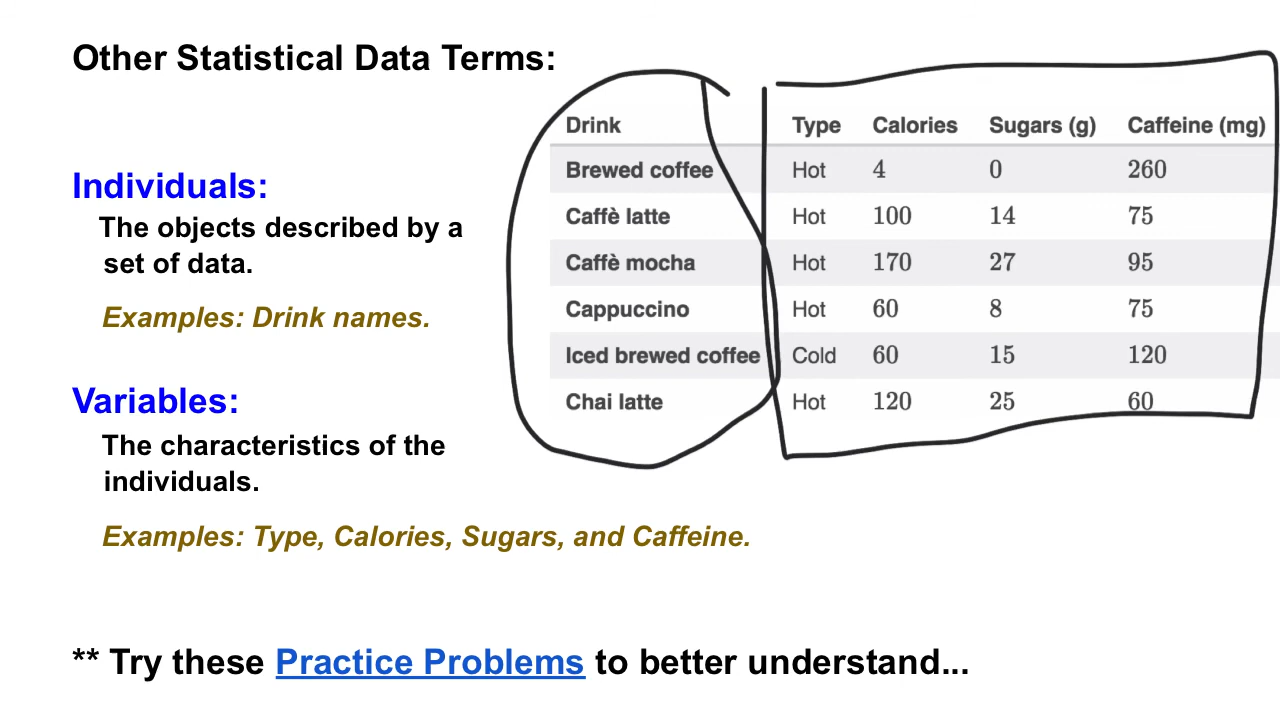 Other Statistical Data Terms:
Individuals:
The objects described by a
set of data.
Examples: Drink names.
Variables:
The characteristics of the
individuals.
Examples: Type, Calories, Sugars, and Caffeine.
Drink Type Calories Sugars (g) Caffeine (mg)
Brewed coffee Hot 4 0 260
Caffè latte Hot 100 14 75
Caffè mocha Hot 170 27 95
Cappuccino Hot 60 8 75
Iced brewed coffee Cold 60 15 120
Chai latte Hot 120 25 60
** Try these Practice Problems to better understand...